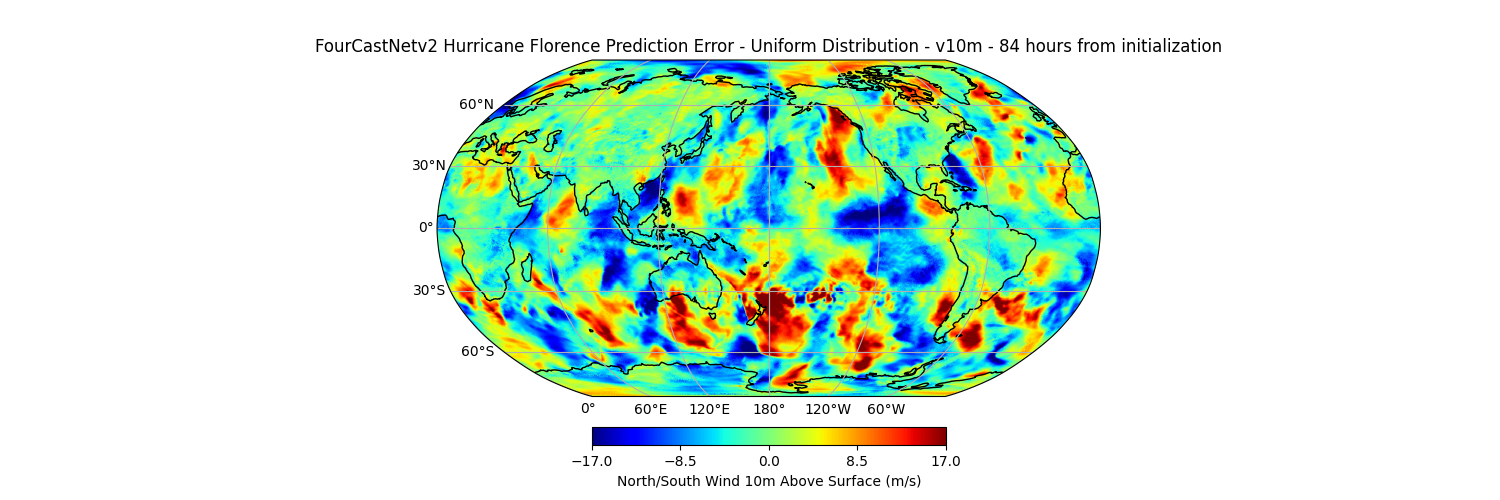 FourCastNetv2 Hurricane Florence Prediction Error - Uniform Distribution - v10m - 84 hours from initialization
60°N
30°N
0°
30°S
60°S
0° 60°E 120°E 180° 120°W 60°W
−17.0 −8.5 0.0 8.5 17.0
North/South Wind 10m Above Surface (m/s)